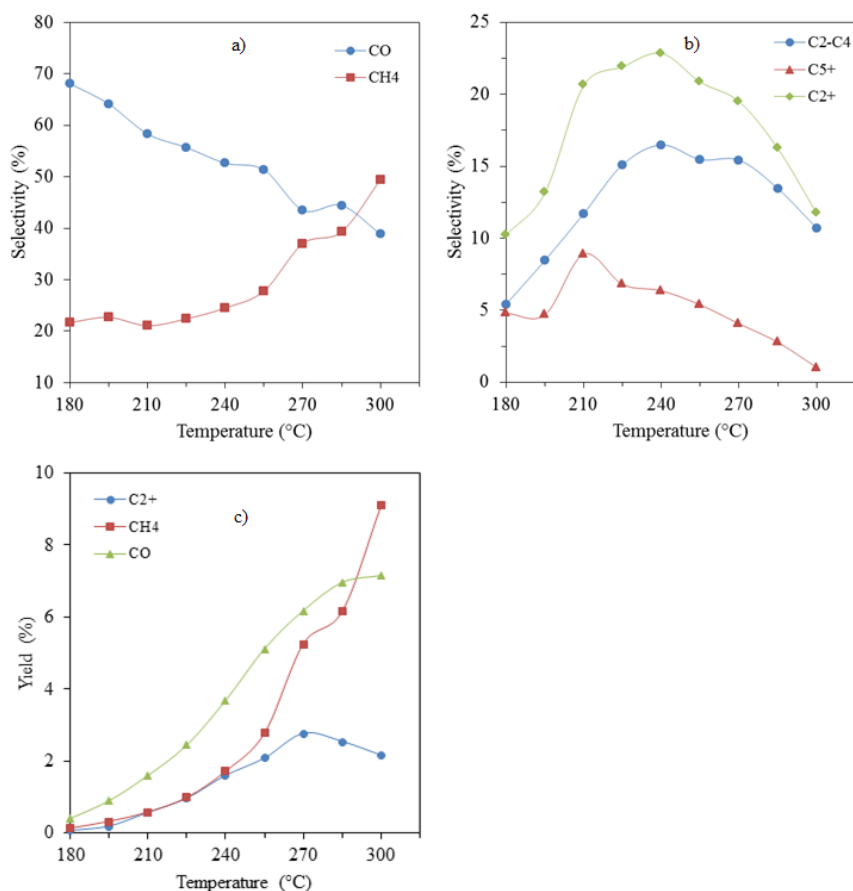 a)
CO
CH4
80
70
60
50
40
30
20
10
Selectivity (%)
180 210 240 270 300
Temperature (°C)
b)
C2-C4
C5+
C2+
25
20
15
10
5
0
Selectivity (%)
180 210 240 270 300
Temperature (°C)
c)
C2+
CH4
CO
10
8
6
4
2
0
Yield (%)
180 210 240 270 300
Temperature (°C)